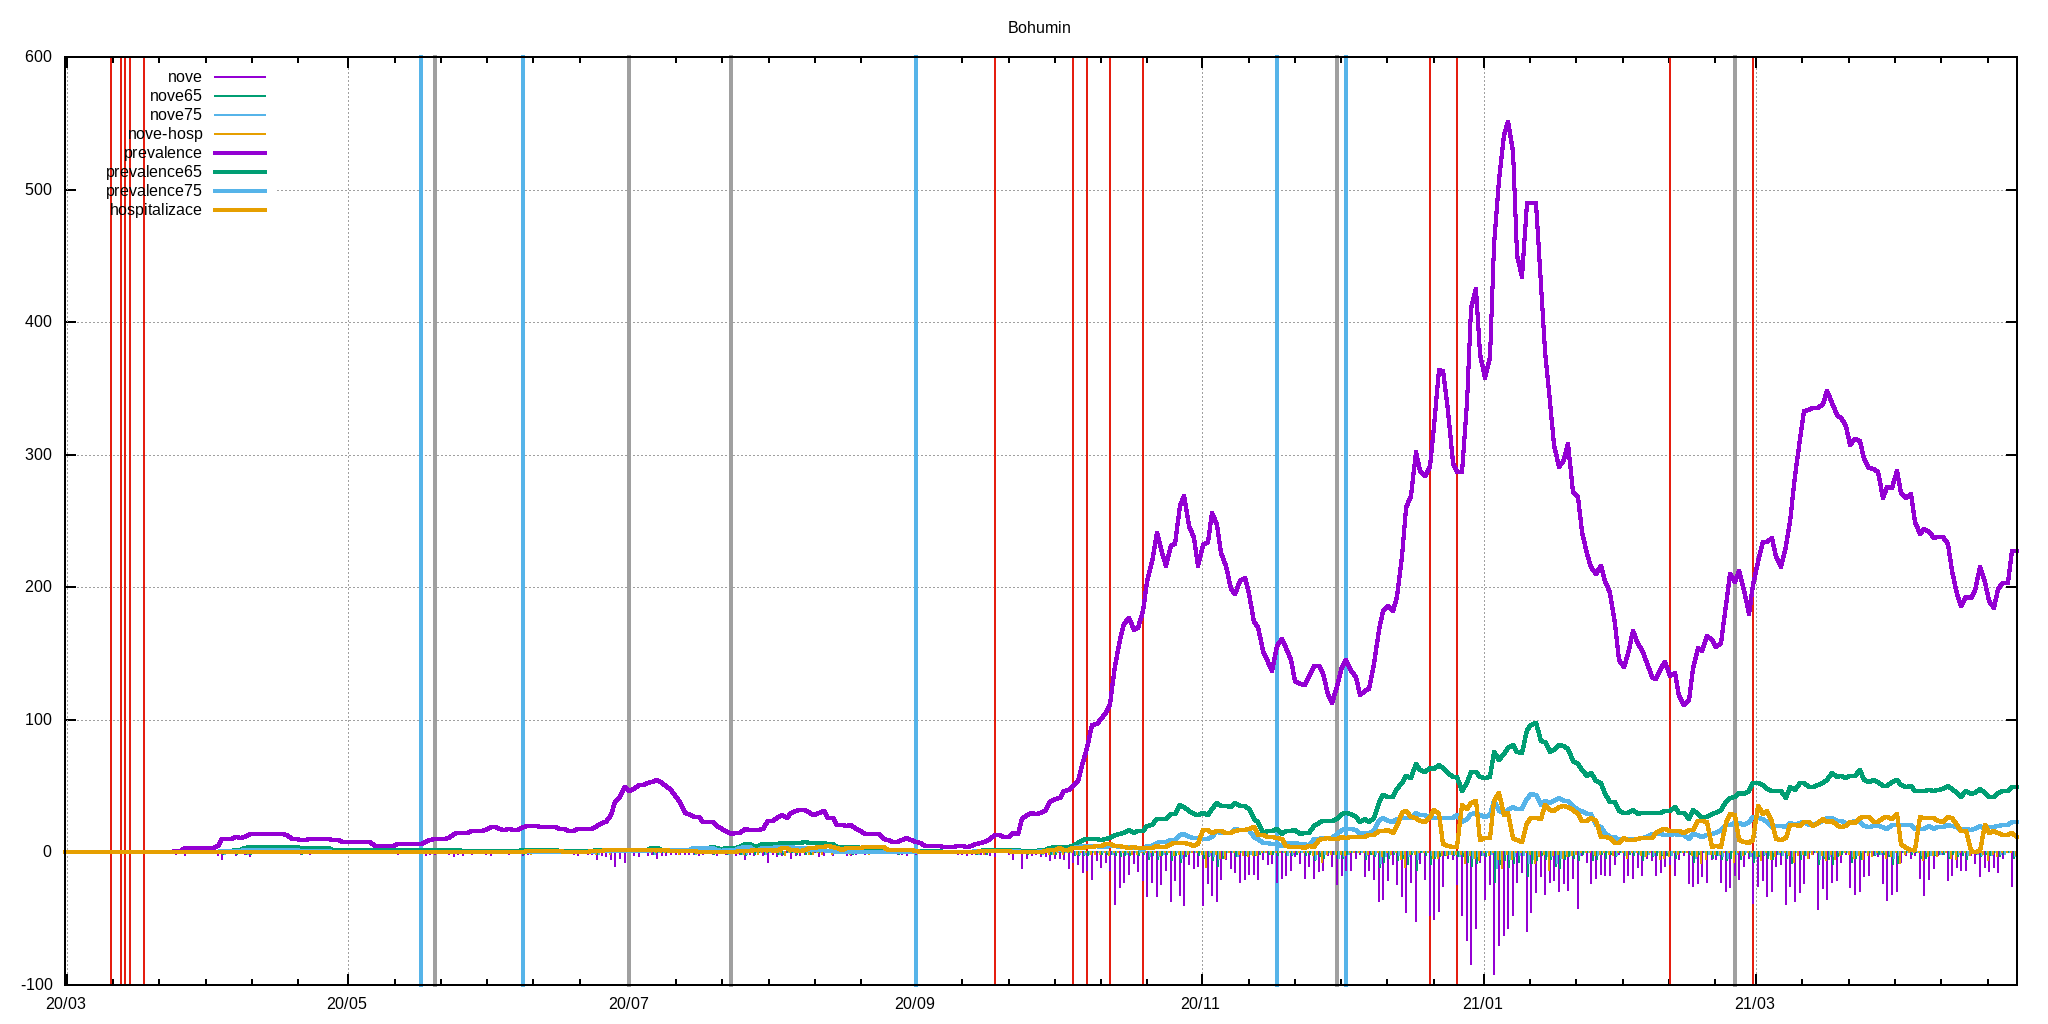 Bohumin
600
nove
nove65
nove75
nove-hosp
prevalence
prevalence65
prevalence75
hospitalizace
500
400
300
200
100
0
-100
20/03 20/05 20/07 20/09 20/11 21/01 21/03